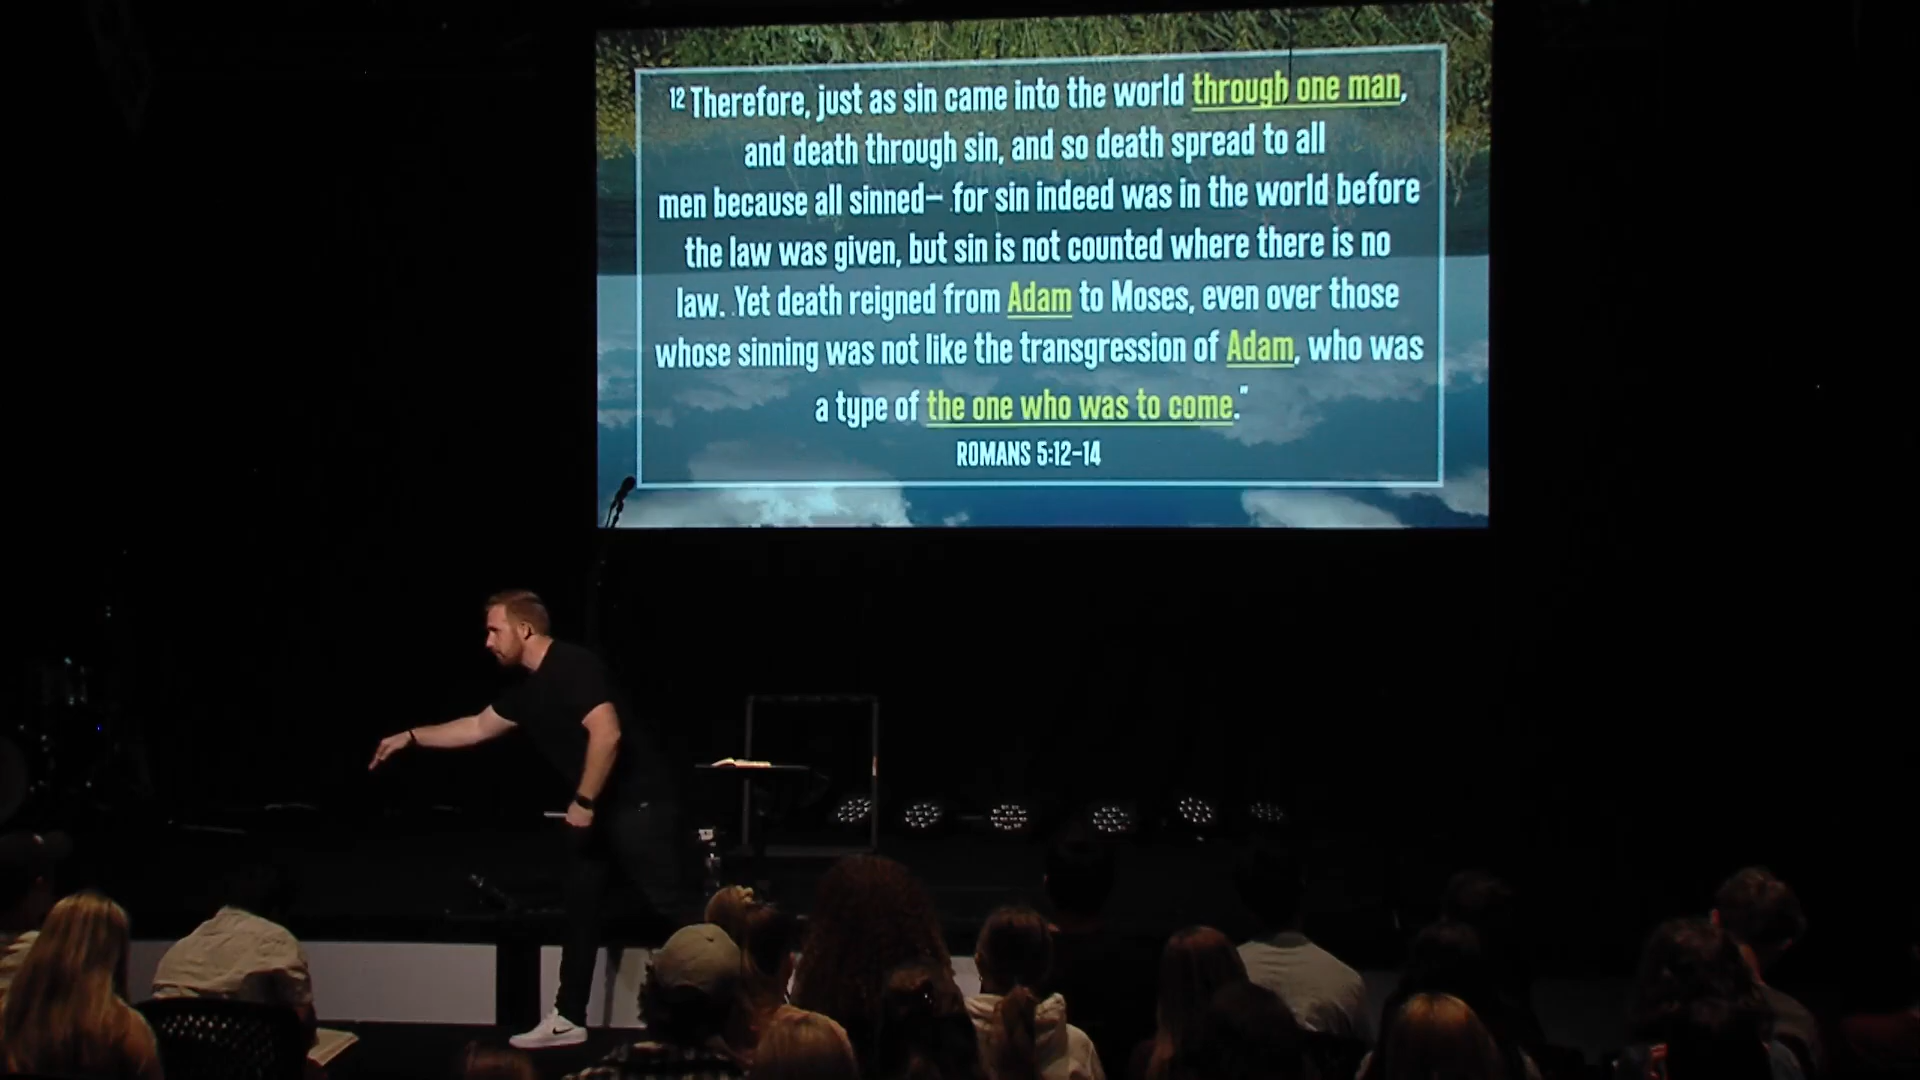 12 Therefore, just as sin came into the world through one man,
and death through sin, and so death spread to all
men because all sinned– for sin indeed was in the world before
the law was given, but sin is not counted where there is no
law. Yet death reigned from Adam to Moses, even over those
whose sinning was not like the transgression of Adam, who was
a type of the one who was to come."
ROMANS 5:12–14